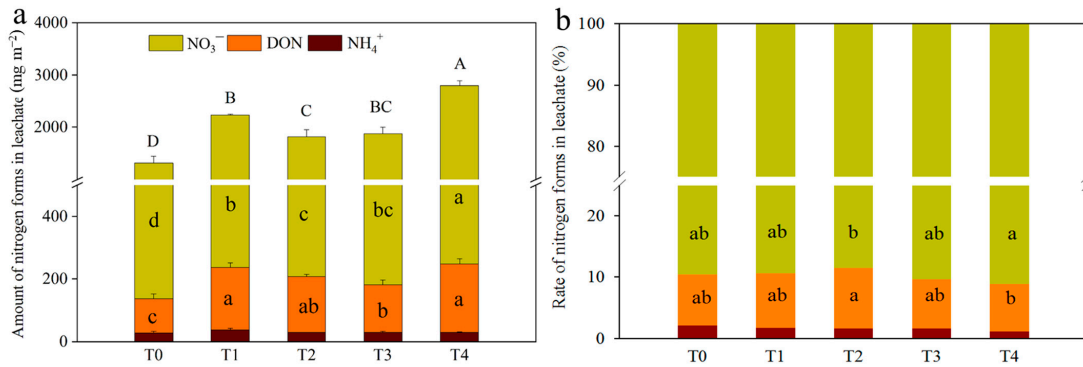 a
Amount of nitrogen forms in leachate (mg m⁻²)
4000
3000
2000
400
200
0
NO₃⁻ DON NH₄⁺
D B C BC A
d b c bc a
c a ab b a
T0 T1 T2 T3 T4
b
Rate of nitrogen forms in leachate (%)
100
90
80
20
10
0
ab ab b ab a
ab ab a ab b
T0 T1 T2 T3 T4